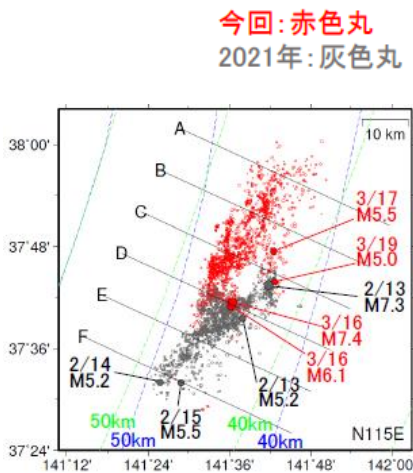 今回:赤色丸
2021年:灰色丸
38˚00'
37˚48'
37˚36'
37˚24'
A
B
C
D
E
F
10 km
3/17
M5.5
3/19
M5.0
2/13
M7.3
3/16
M7.4
3/16
M6.1
2/13
M5.2
2/14
M5.2
2/15
M5.5
50km
50km
40km
40km
N115E
141˚12'
141˚24'
141˚36'
141˚48'
142˚00'